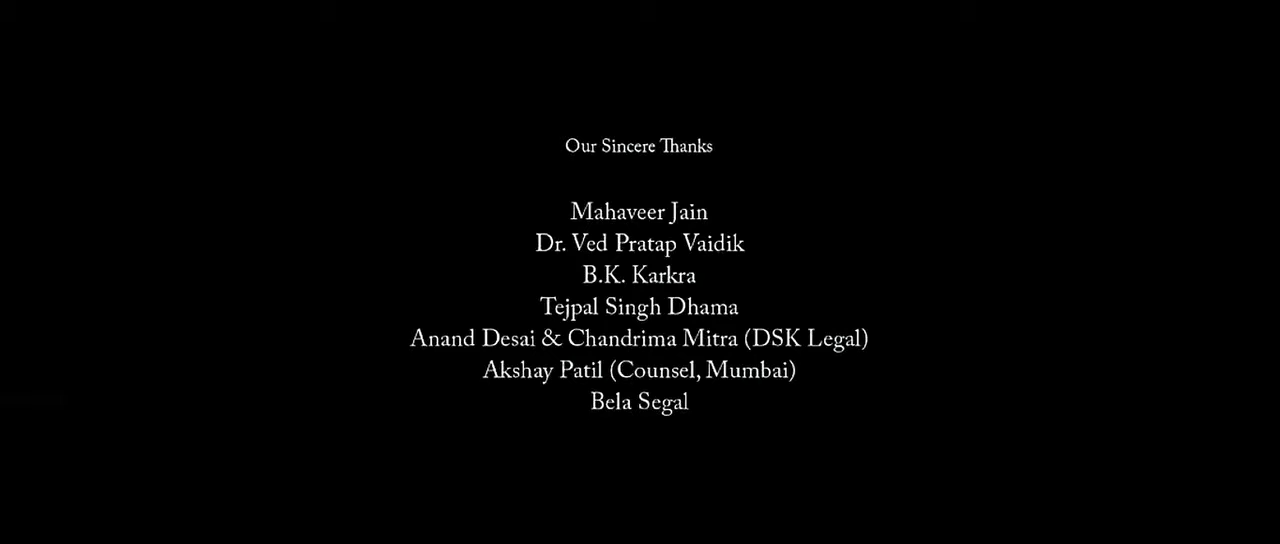 Our Sincere Thanks
Mahaveer Jain
Dr. Ved Pratap Vaidik
B.K. Karkra
Tejpal Singh Dhama
Anand Desai & Chandrima Mitra (DSK Legal)
Akshay Patil (Counsel, Mumbai)
Bela Segal